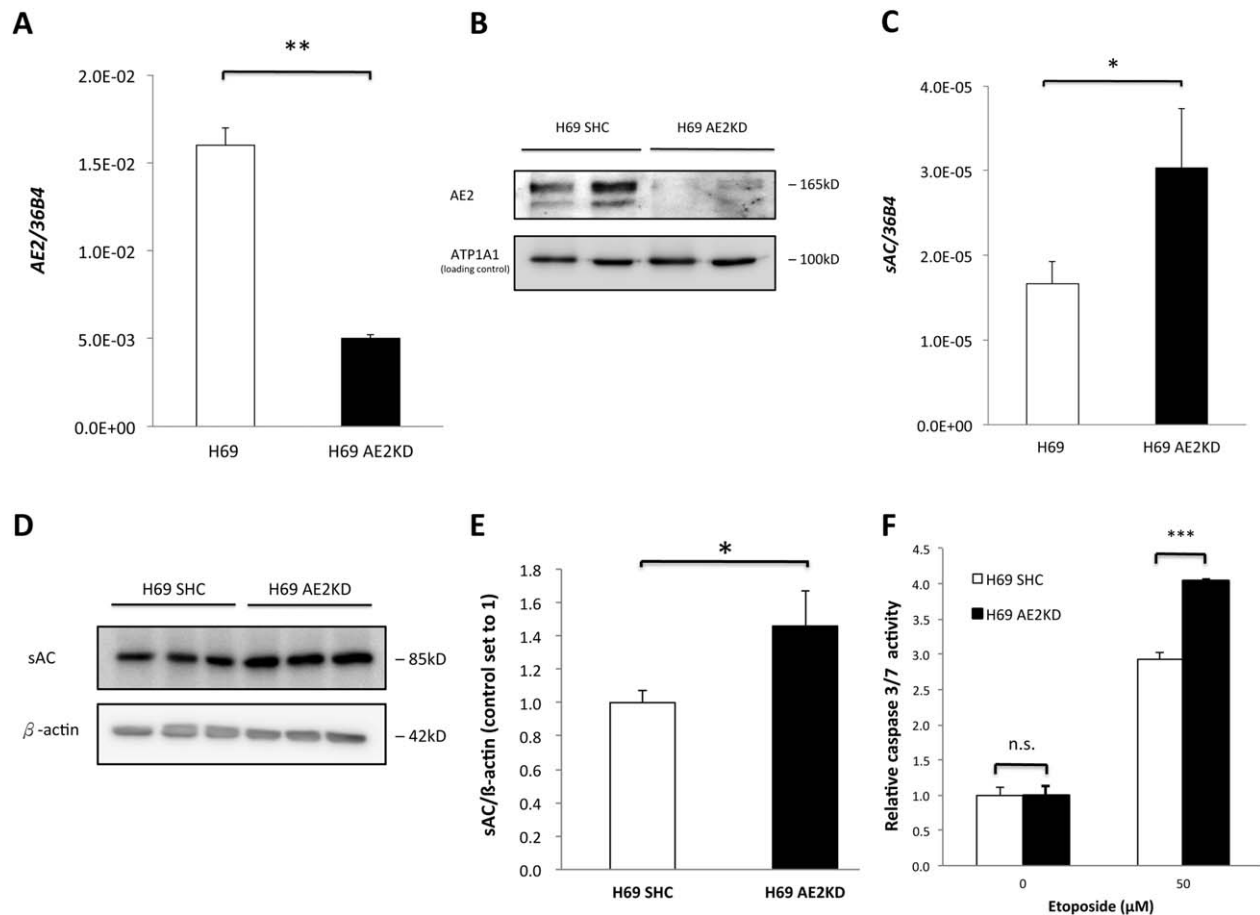 A
**
2.0E-02
1.5E-02
1.0E-02
5.0E-03
0.0E+00
AE2/36B4
H69
H69 AE2KD
B
H69 SHC
H69 AE2KD
AE2
– 165kD
ATP1A1
(loading control)
– 100kD
C
*
4.0E-05
3.0E-05
2.0E-05
1.0E-05
0.0E+00
sAC/36B4
H69
H69 AE2KD
D
H69 SHC
H69 AE2KD
sAC
– 85kD
β-actin
– 42kD
E
*
1.8
1.6
1.4
1.2
1.0
0.8
0.6
0.4
0.2
0.0
sAC/ß-actin (control set to 1)
H69 SHC
H69 AE2KD
F
***
4.5
4.0
3.5
3.0
2.5
2.0
1.5
1.0
0.5
0.0
Relative caspase 3/7 activity
H69 SHC
H69 AE2KD
n.s.
0
50
Etoposide (µM)